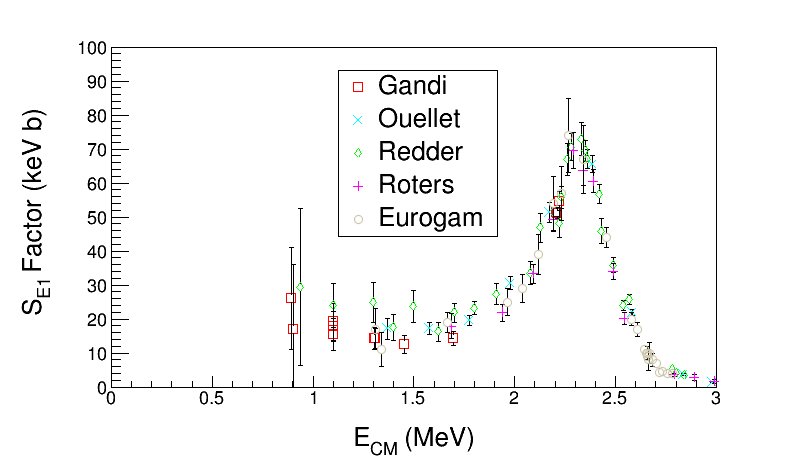 100
90
80
70
60
50
40
30
20
10
0
S_E1 Factor (keV b)
Gandi
Ouellet
Redder
Roters
Eurogam
0 0.5 1 1.5 2 2.5 3
E_CM (MeV)